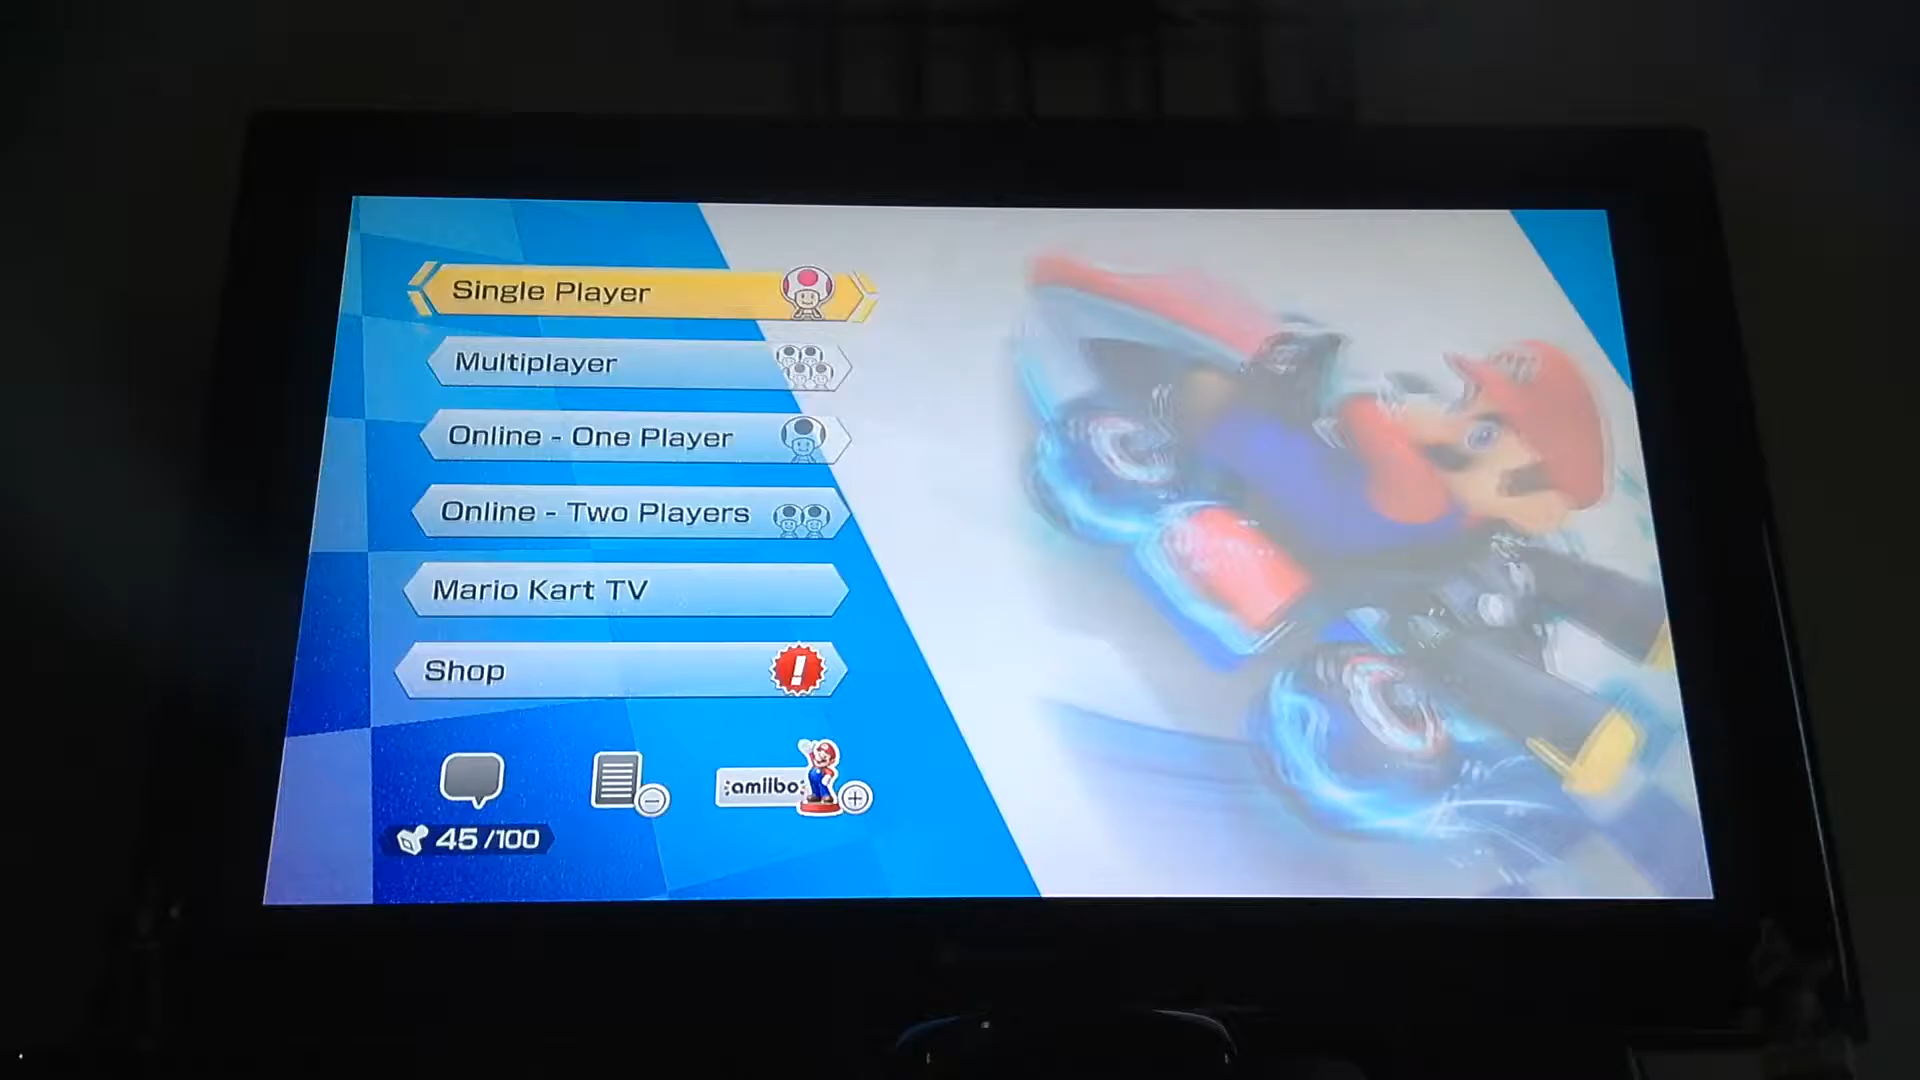 Single Player
Multiplayer
Online - One Player
Online - Two Players
Mario Kart TV
Shop
!
amiibo
45/100